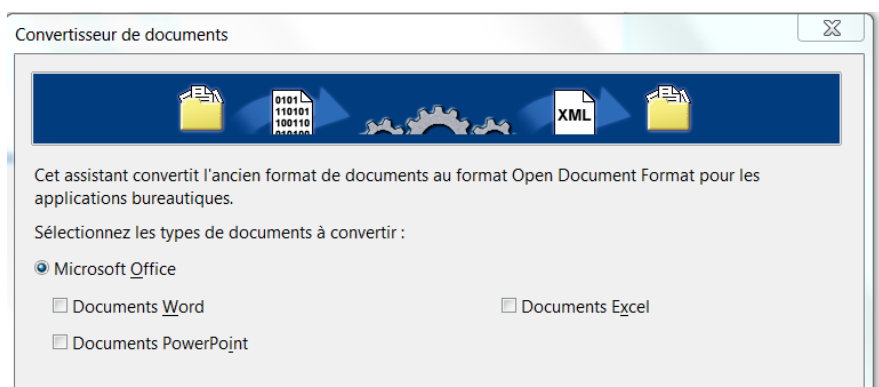 Convertisseur de documents
0101
110101
100110
010100
XML
Cet assistant convertit l'ancien format de documents au format Open Document Format pour les
applications bureautiques.
Sélectionnez les types de documents à convertir :
Microsoft Office
Documents Word
Documents Excel
Documents PowerPoint